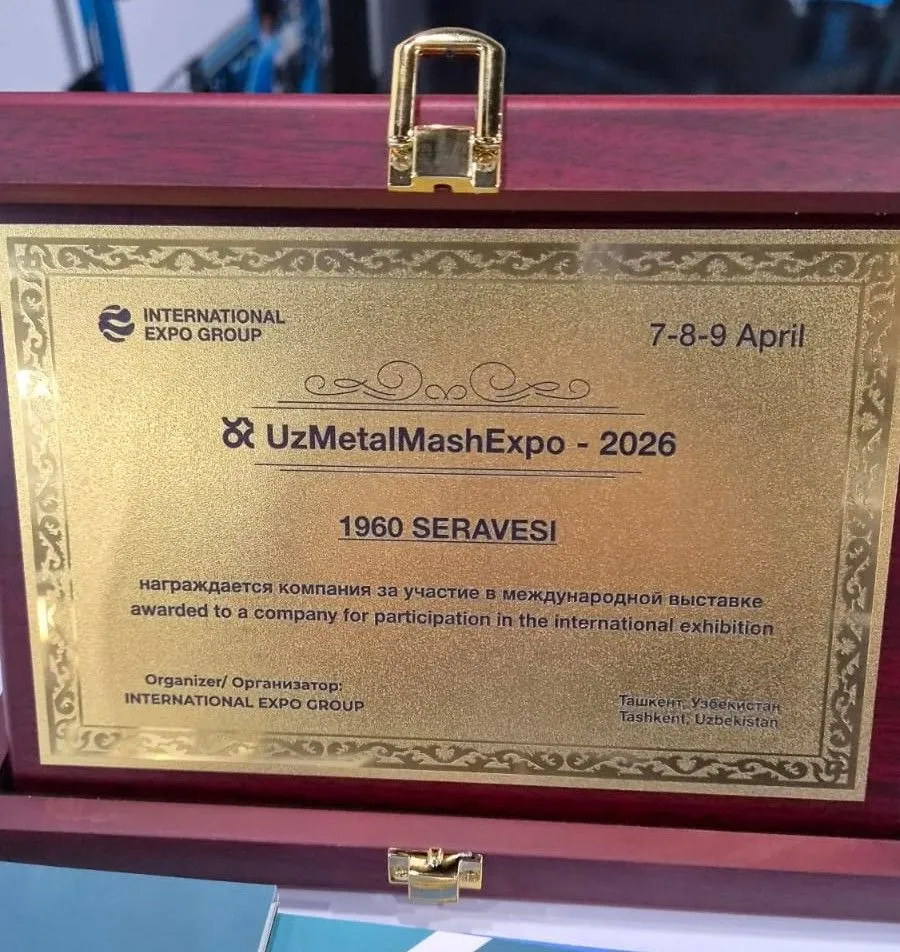 INTERNATIONAL
EXPO GROUP
7-8-9 April
UzMetalMashExpo - 2026
1960 SERAVESI
награждается компания за участие в международной выставке
awarded to a company for participation in the international exhibition
Organizer/ Организатор:
INTERNATIONAL EXPO GROUP
Ташкент, Узбекистан
Tashkent, Uzbekistan